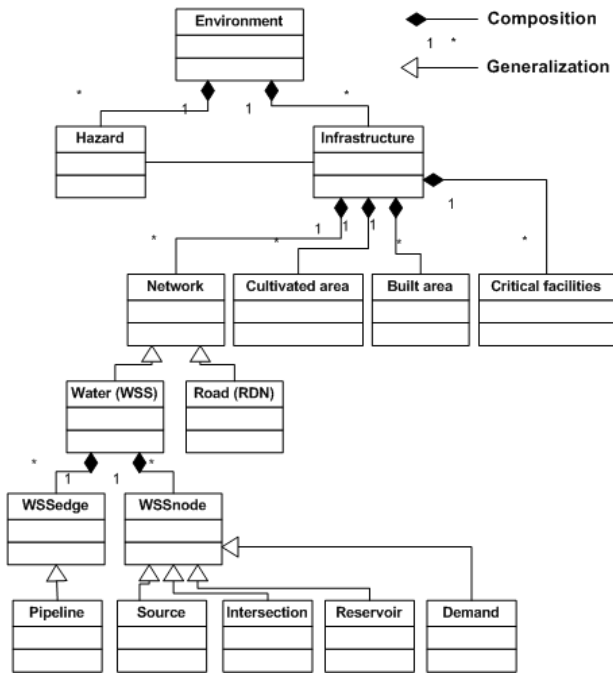 Environment
Composition
1 *
Generalization
* 1 1 *
Hazard
Infrastructure
1
1 1 1
* * * *
Network
Cultivated area
Built area
Critical facilities
Water (WSS)
Road (RDN)
* 1 1 *
WSSedge
WSSnode
Pipeline
Source
Intersection
Reservoir
Demand